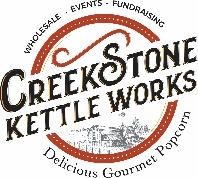 WHOLESALE · EVENTS · FUNDRAISING
CREEKSTONE
KETTLE WORKS
Delicious Gourmet Popcorn